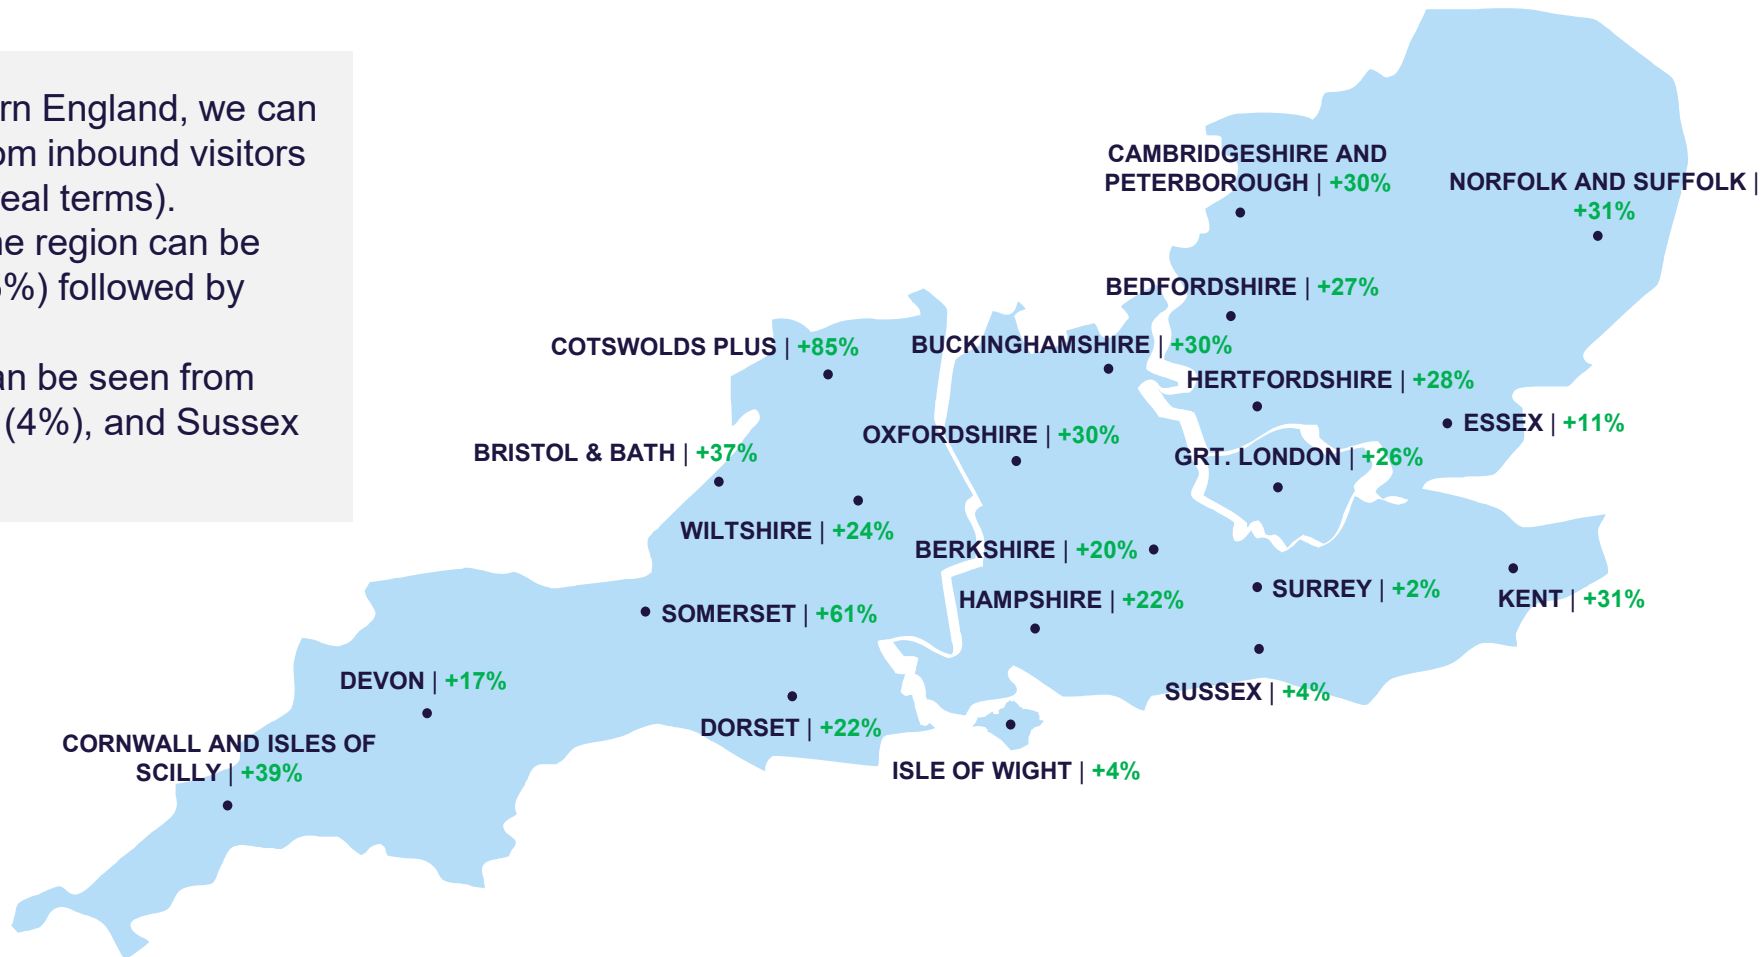 rn England, we can
om inbound visitors
eal terms).
ne region can be
%) followed by
an be seen from
(4%), and Sussex
CAMBRIDGESHIRE AND
PETERBOROUGH | +30%
NORFOLK AND SUFFOLK |
+31%
BEDFORDSHIRE | +27%
COTSWOLDS PLUS | +85%
BUCKINGHAMSHIRE | +30%
HERTFORDSHIRE | +28%
ESSEX | +11%
OXFORDSHIRE | +30%
BRISTOL & BATH | +37%
GRT. LONDON | +26%
WILTSHIRE | +24%
BERKSHIRE | +20%
SURREY | +2%
HAMPSHIRE | +22%
KENT | +31%
SOMERSET | +61%
DEVON | +17%
SUSSEX | +4%
DORSET | +22%
CORNWALL AND ISLES OF
SCILLY | +39%
ISLE OF WIGHT | +4%